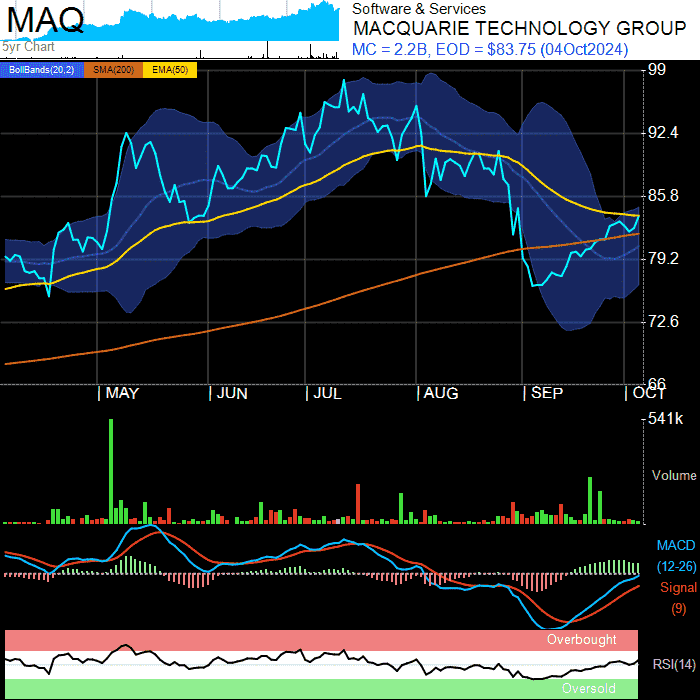 MAQ
Software & Services
MACQUARIE TECHNOLOGY GROUP
MC = 2.2B, EOD = $83.75 (04Oct2024)
5yr Chart
BollBands(20,2) SMA(200) EMA(50)
99
92.4
85.8
79.2
72.6
66
MAY JUN JUL AUG SEP OCT
541k
Volume
MACD
(12-26)
Signal
(9)
Overbought
RSI(14)
Oversold